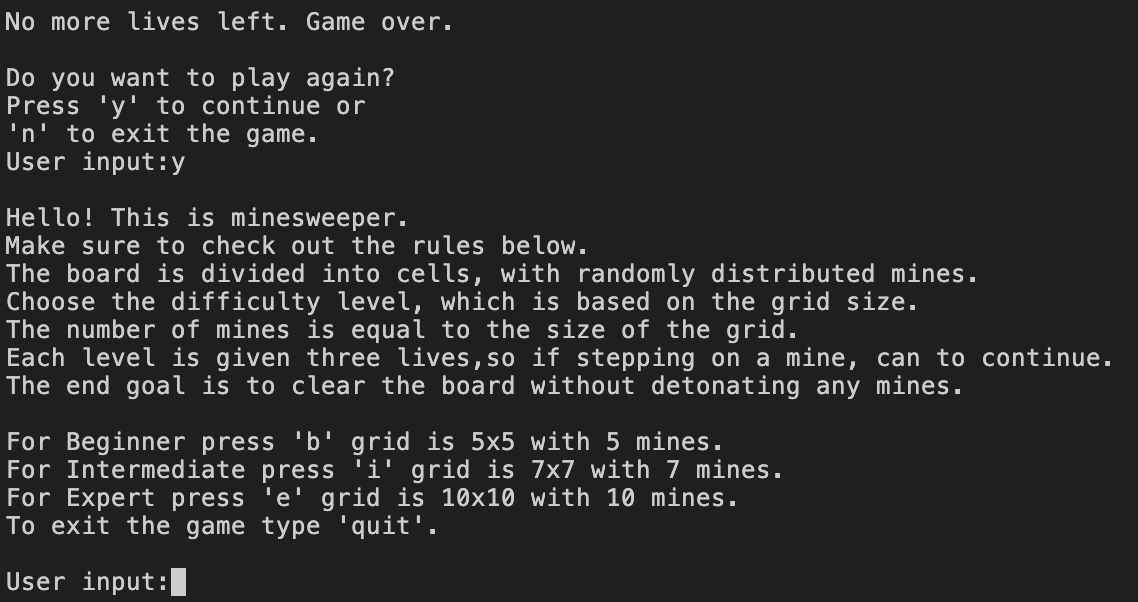 No more lives left. Game over.
Do you want to play again?
Press 'y' to continue or
'n' to exit the game.
User input:y
Hello! This is minesweeper.
Make sure to check out the rules below.
The board is divided into cells, with randomly distributed mines.
Choose the difficulty level, which is based on the grid size.
The number of mines is equal to the size of the grid.
Each level is given three lives,so if stepping on a mine, can to continue.
The end goal is to clear the board without detonating any mines.
For Beginner press 'b' grid is 5x5 with 5 mines.
For Intermediate press 'i' grid is 7x7 with 7 mines.
For Expert press 'e' grid is 10x10 with 10 mines.
To exit the game type 'quit'.
User input: